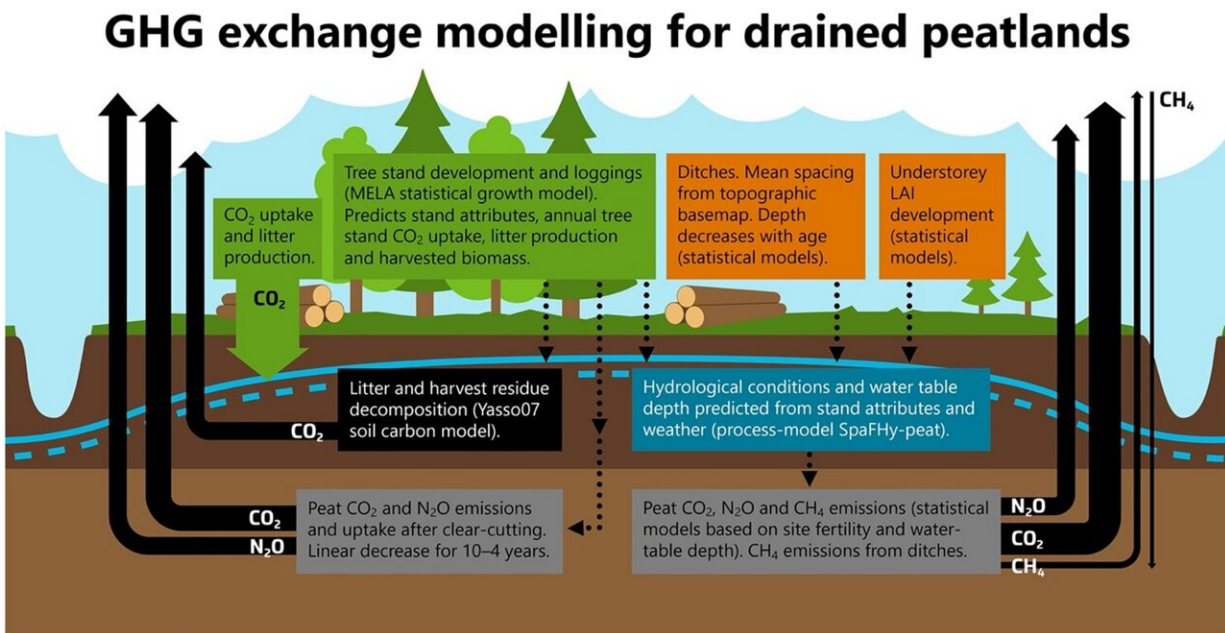 GHG exchange modelling for drained peatlands
CH₄
CO₂ uptake
and litter
production.
CO₂
Tree stand development and loggings
(MELA statistical growth model).
Predicts stand attributes, annual tree
stand CO₂ uptake, litter production
and harvested biomass.
Ditches. Mean spacing
from topographic
basemap. Depth
decreases with age
(statistical models).
Understorey
LAI
development
(statistical
models).
Litter and harvest residue
decomposition (Yasso07
soil carbon model).
CO₂
Hydrological conditions and water table
depth predicted from stand attributes and
weather (process-model SpaFHy-peat).
Peat CO₂ and N₂O emissions
and uptake after clear-cutting.
Linear decrease for 10–4 years.
CO₂
N₂O
Peat CO₂, N₂O and CH₄ emissions (statistical
models based on site fertility and water-
table depth). CH₄ emissions from ditches.
N₂O
CO₂
CH₄